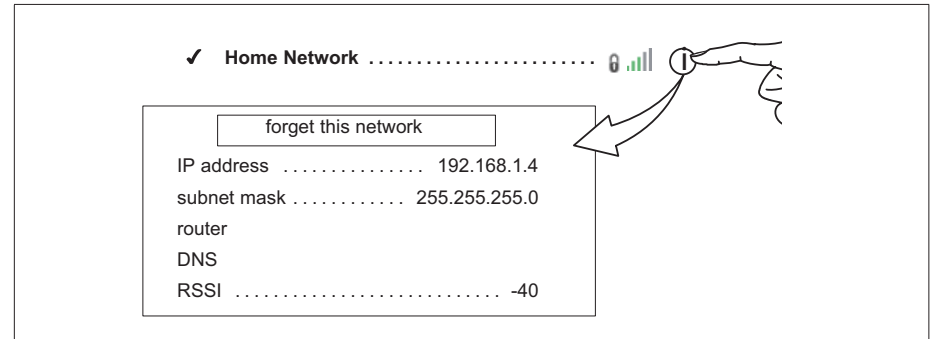 ✓ Home Network ........................
forget this network
IP address ............... 192.168.1.4
subnet mask ............ 255.255.255.0
router
DNS
RSSI ............................ -40